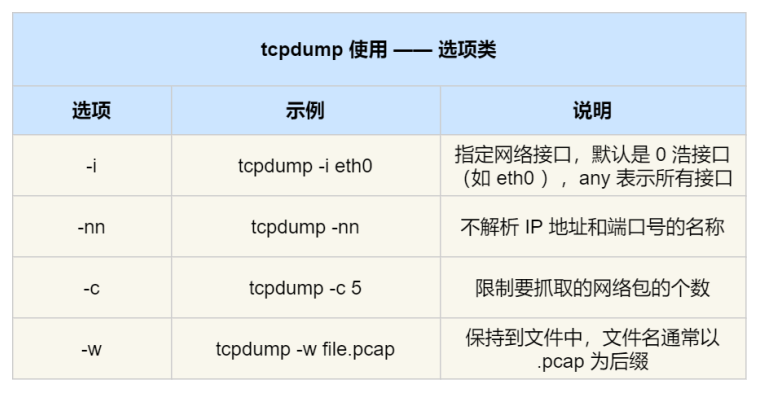 tcpdump 使用 —— 选项类
选项 示例 说明
-i tcpdump -i eth0 指定网络接口，默认是 0 浩接口
（如 eth0 ），any 表示所有接口
-nn tcpdump -nn 不解析 IP 地址和端口号的名称
-c tcpdump -c 5 限制要抓取的网络包的个数
-w tcpdump -w file.pcap 保持到文件中，文件名通常以
.pcap 为后缀